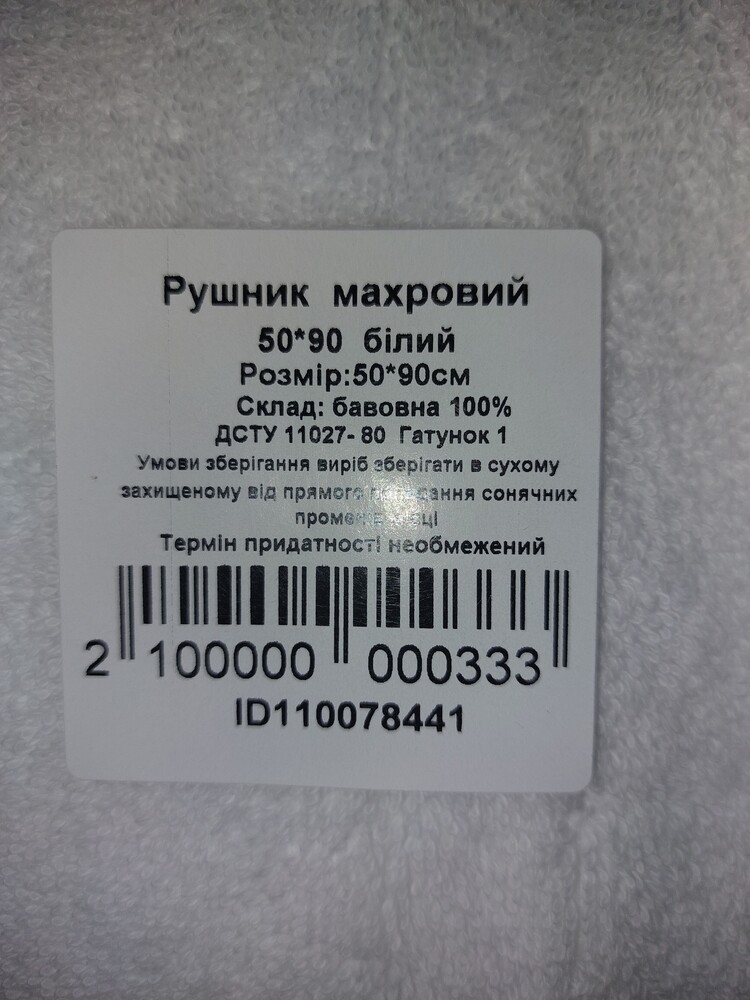 Рушник махровий
50*90 білий
Розмір:50*90см
Склад: бавовна 100%
ДСТУ 11027- 80 Гатунок 1
Умови зберігання виріб зберігати в сухому
захищеному від прямого сонячних
Термін придатності необмежений
2 100000 000333
ID110078441